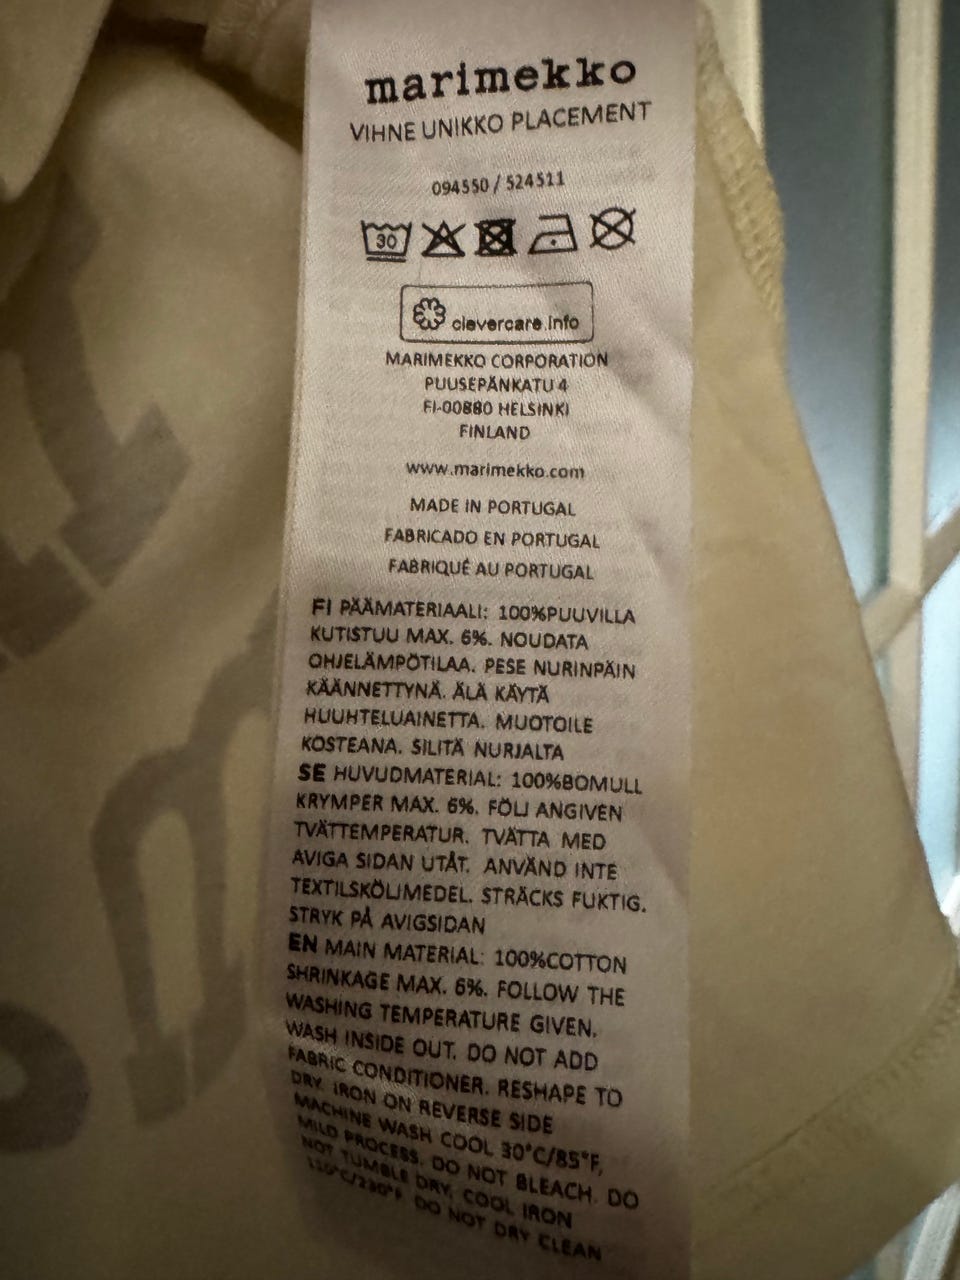 marimekko
VIHNE UNIKKO PLACEMENT
094550 / 524511
30
clevercare.info
MARIMEKKO CORPORATION
PUUSEPÄNKATU 4
FI-00880 HELSINKI
FINLAND
www.marimekko.com
MADE IN PORTUGAL
FABRICADO EN PORTUGAL
FABRIQUÉ AU PORTUGAL
FI PÄÄMATERIAALI: 100%PUUVILLA
KUTISTUU MAX. 6%. NOUDATA
OHJELÄMPÖTILAA. PESE NURINPÄIN
KÄÄNNETTYNÄ. ÄLÄ KÄYTÄ
HUUHTELUAINETTA. MUOTOILE
KOSTEANA. SILITÄ NURJALTA
SE HUVUDMATERIAL: 100%BOMULL
KRYMPER MAX. 6%. FÖLJ ANGIVEN
TVÄTTEMPERATUR. TVÄTTA MED
AVIGA SIDAN UTÅT. ANVÄND INTE
TEXTILSKÖLJMEDEL. STRÄCKS FUKTIG.
STRYK PÅ AVIGSIDAN
EN MAIN MATERIAL: 100%COTTON
SHRINKAGE MAX. 6%. FOLLOW THE
WASHING TEMPERATURE GIVEN.
WASH INSIDE OUT. DO NOT ADD
FABRIC CONDITIONER. RESHAPE TO
DRY. IRON ON REVERSE SIDE
MACHINE WASH COOL 30°C/85°F,
MILD PROCESS. DO NOT BLEACH. DO
NOT TUMBLE DRY. COOL IRON
110°C/230°F DO NOT DRY CLEAN